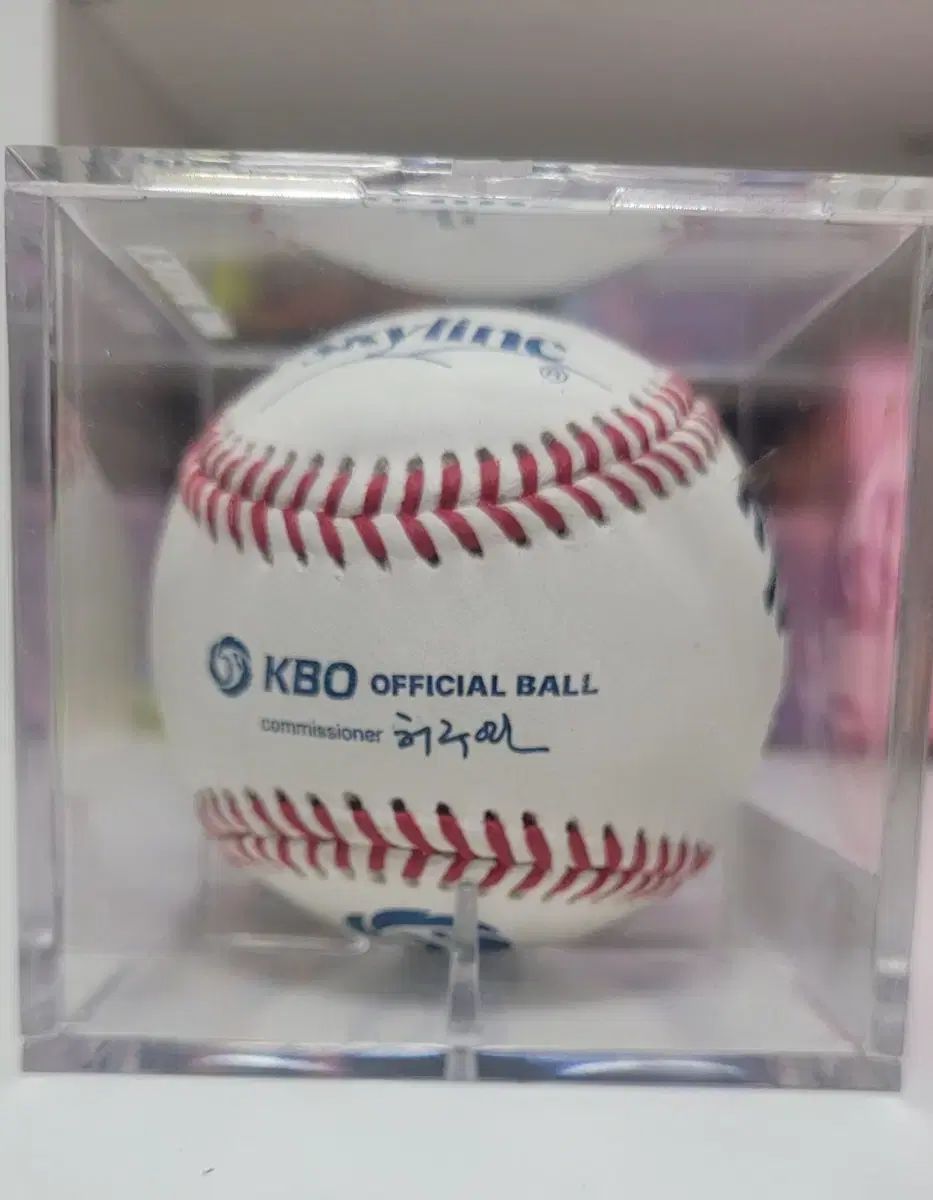 skyline
®
KBO OFFICIAL BALL
commissioner 허구연